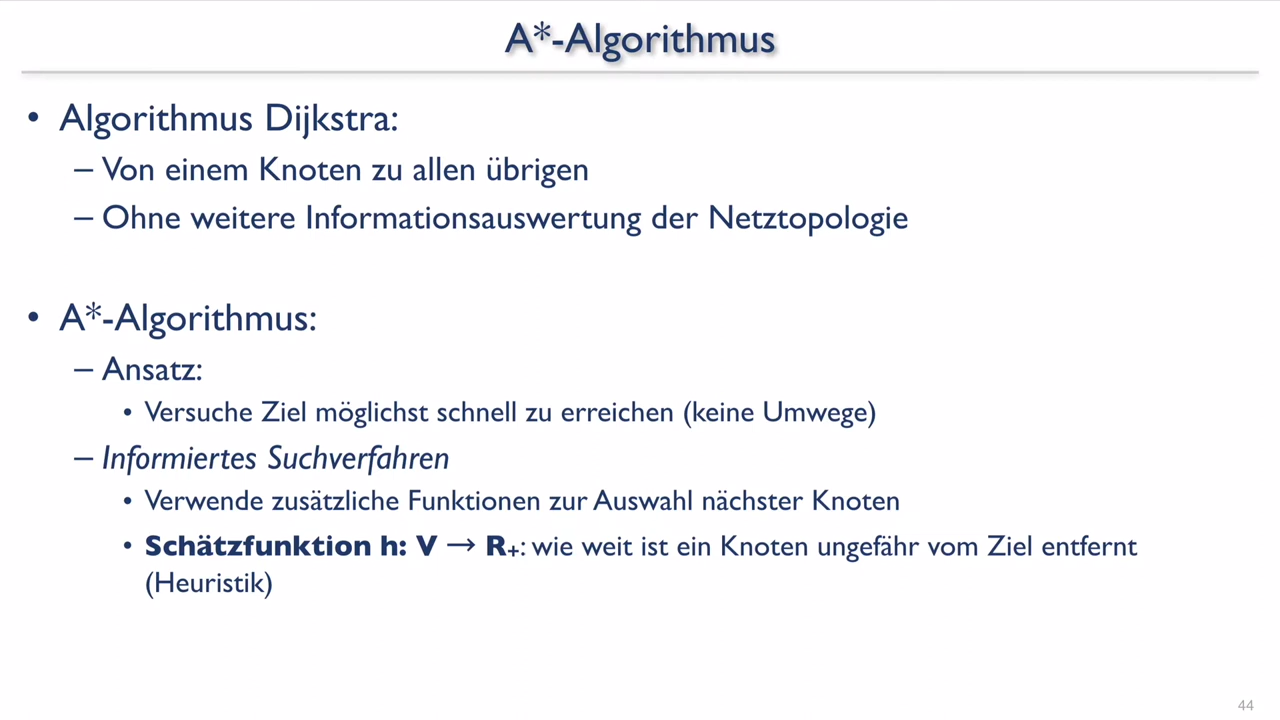 A*-Algorithmus
• Algorithmus Dijkstra:
– Von einem Knoten zu allen übrigen
– Ohne weitere Informationsauswertung der Netztopologie
• A*-Algorithmus:
– Ansatz:
• Versuche Ziel möglichst schnell zu erreichen (keine Umwege)
– Informiertes Suchverfahren
• Verwende zusätzliche Funktionen zur Auswahl nächster Knoten
• Schätzfunktion h: V → R₊: wie weit ist ein Knoten ungefähr vom Ziel entfernt
(Heuristik)
44